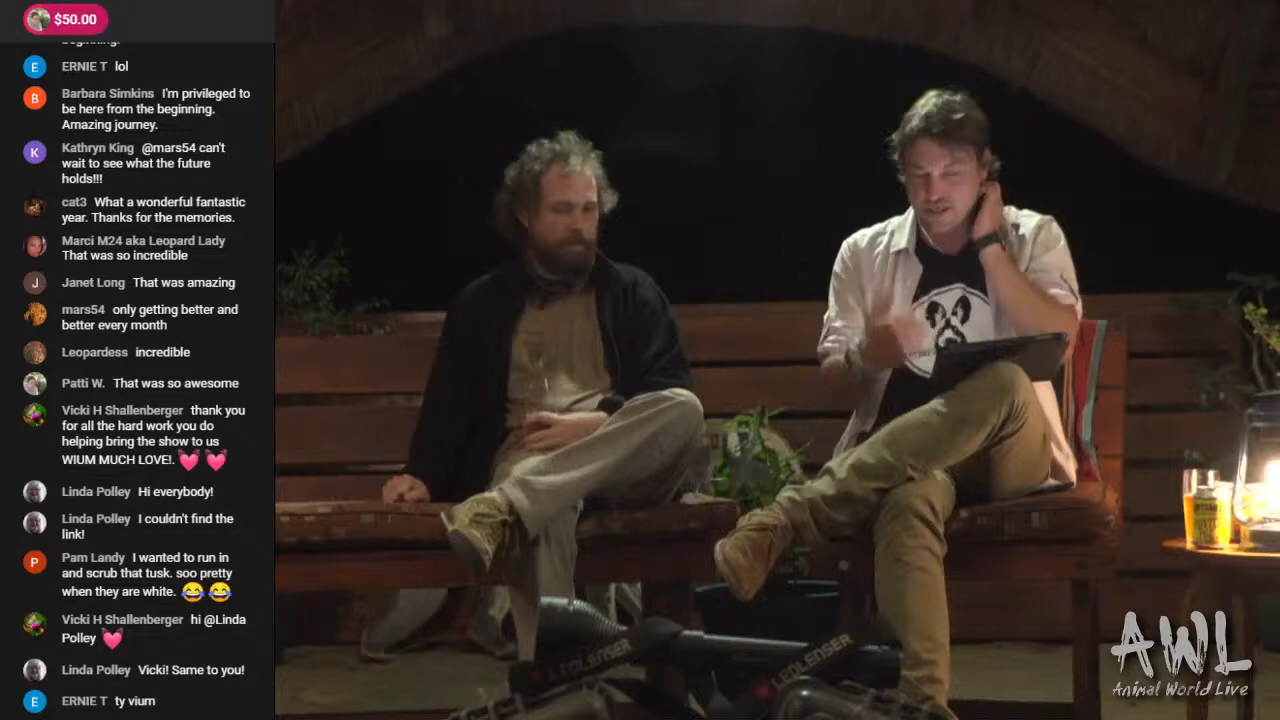 $50.00
beginning.
ERNIE T lol
Barbara Simkins I'm privileged to
be here from the beginning.
Amazing journey.
Kathryn King @mars54 can't
wait to see what the future
holds!!!
cat3 What a wonderful fantastic
year. Thanks for the memories.
Marci M24 aka Leopard Lady
That was so incredible
Janet Long That was amazing
mars54 only getting better and
better every month
Leopardess incredible
Patti W. That was so awesome
Vicki H Shallenberger thank you
for all the hard work you do
helping bring the show to us
WIUM MUCH LOVE!. 💓 💓
Linda Polley Hi everybody!
Linda Polley I couldn't find the
link!
Pam Landy I wanted to run in
and scrub that tusk. soo pretty
when they are white. 😂 😂
Vicki H Shallenberger hi @Linda
Polley 💓
Linda Polley Vicki! Same to you!
ERNIE T ty vium
LEDLENSER
LEDLENSER
AWL
Animal World Live